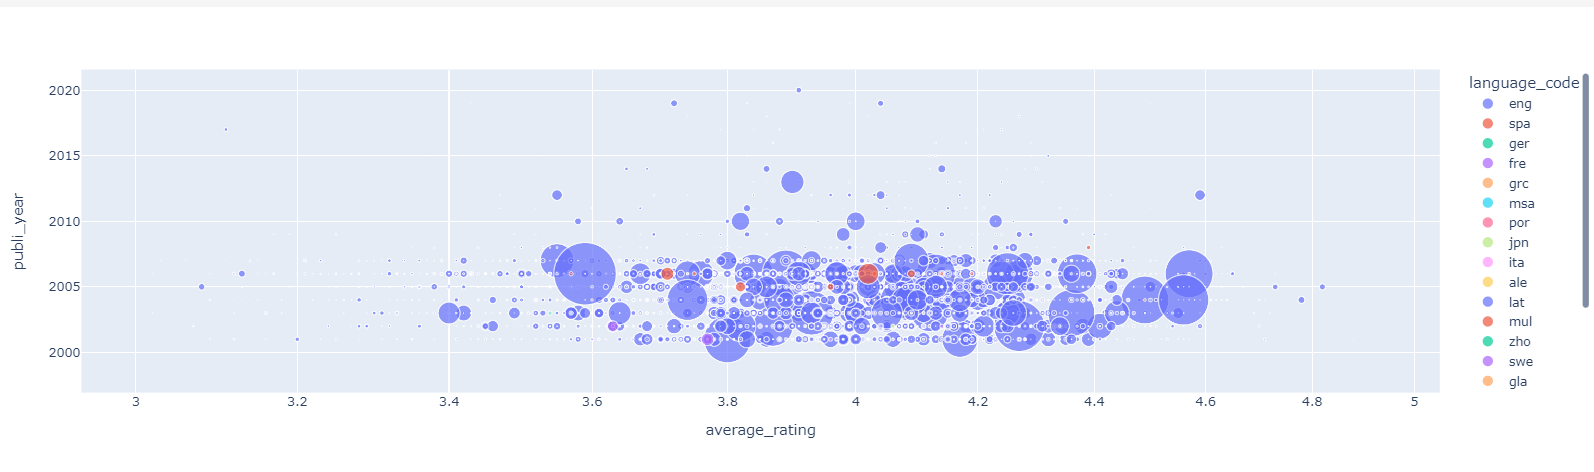 2020
2015
2010
2005
2000
publi_year
3 3.2 3.4 3.6 3.8 4 4.2 4.4 4.6 4.8 5
average_rating
language_code
eng
spa
ger
fre
grc
msa
por
jpn
ita
ale
lat
mul
zho
swe
gla